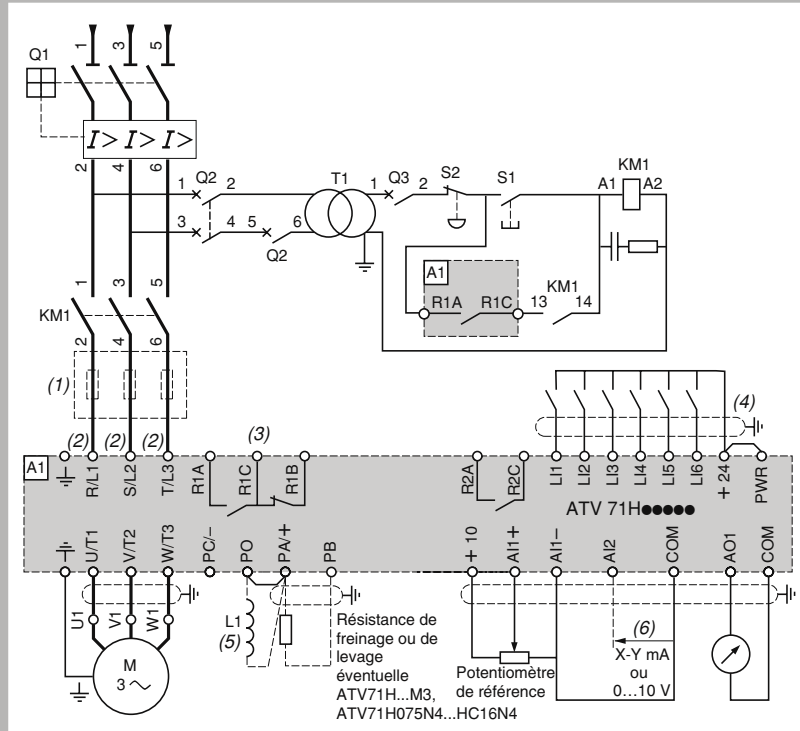 1 3 5
Q1
I> I> I>
2 4 6
1 Q2 2 T1 1 Q3 2 S2 S1 KM1
A1 A2
3 4 5 6
Q2
A1
R1A R1C 13 KM1 14
1 3 5
KM1
2 4 6
(1)
(2) (2) (2) (3) (4)
A1
R/L1 S/L2 T/L3 R1A R1C R1B R2A R2C LI1 LI2 LI3 LI4 LI5 LI6 + 24 PWR
ATV 71H●●●●●
U/T1 V/T2 W/T3 PC/- PO PA/+ PB + 10 AI1+ AI1- AI2 COM AO1 COM
U1 V1 W1
M
3
L1
(5)
Résistance de
freinage ou de
levage
éventuelle
ATV71H...M3,
ATV71H075N4...HC16N4
Potentiomètre
de référence
(6)
X-Y mA
ou
0...10 V